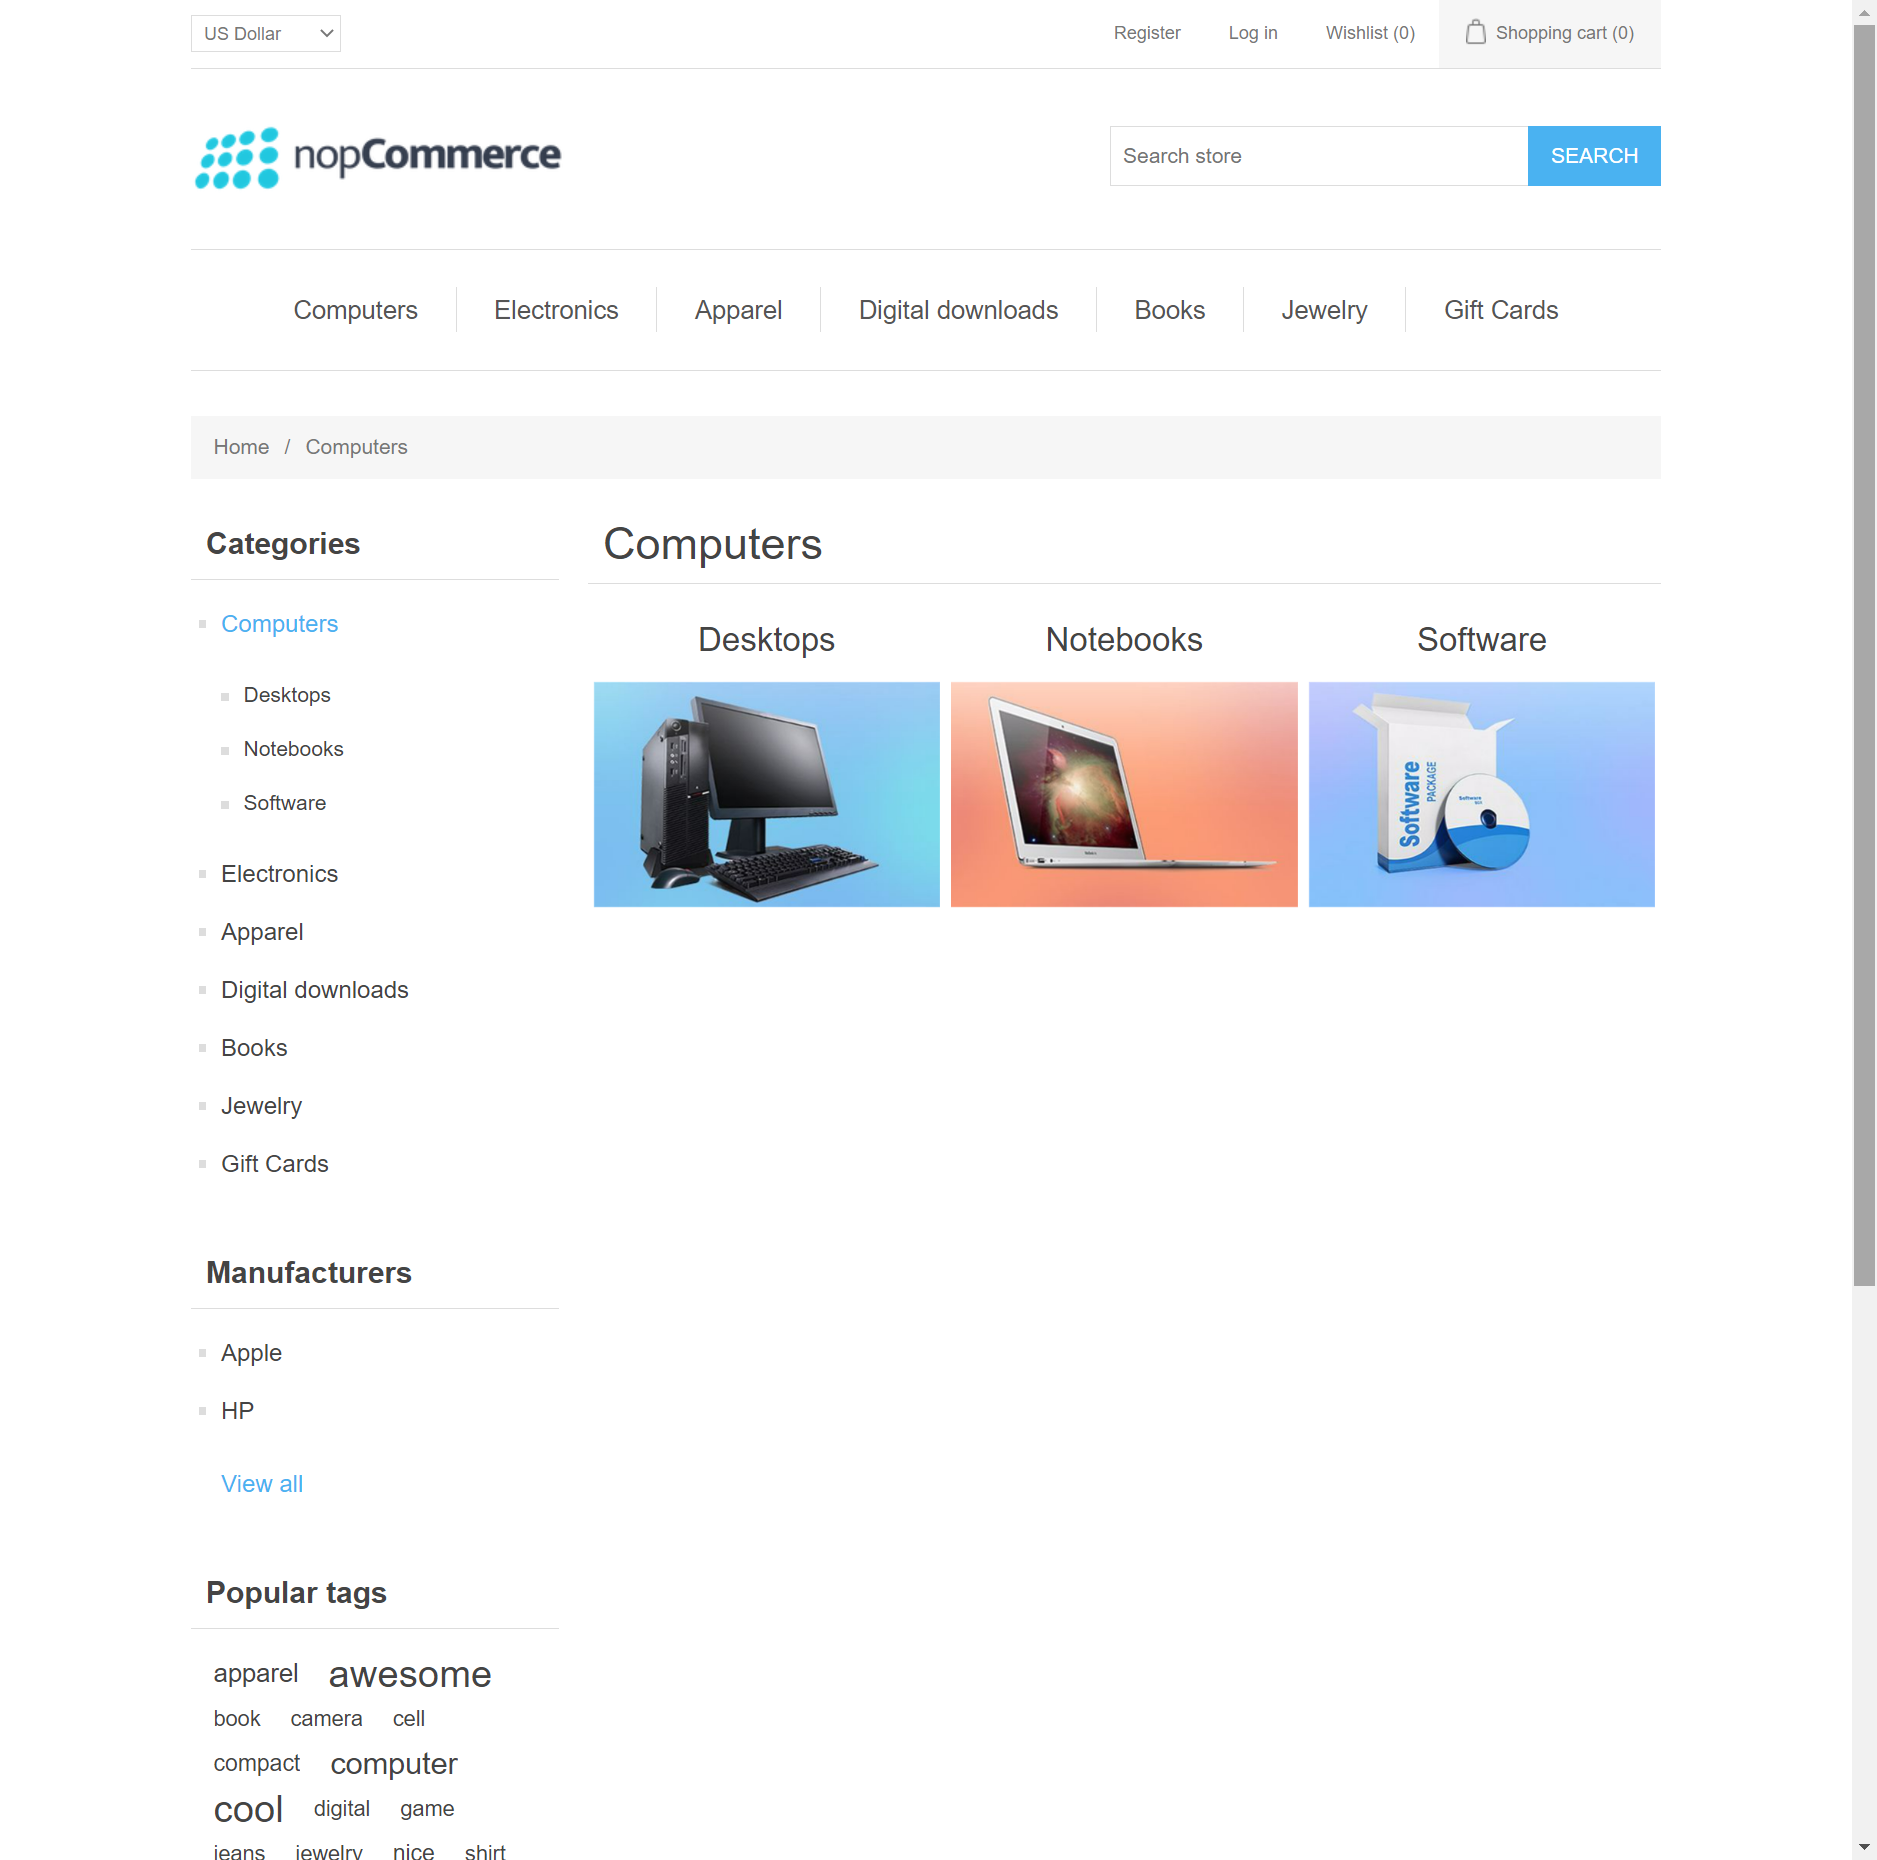 US Dollar
Register
Log in
Wishlist (0)
Shopping cart (0)
nopCommerce
Search store
SEARCH
Computers
Electronics
Apparel
Digital downloads
Books
Jewelry
Gift Cards
Home / Computers
Categories
Computers
Desktops
Notebooks
Software
Electronics
Apparel
Digital downloads
Books
Jewelry
Gift Cards
Manufacturers
Apple
HP
View all
Popular tags
apparel awesome
book camera cell
compact computer
cool digital game
jeans jewelry nice shirt
Computers
Desktops
Notebooks
Software
Software
PACKAGE
Software